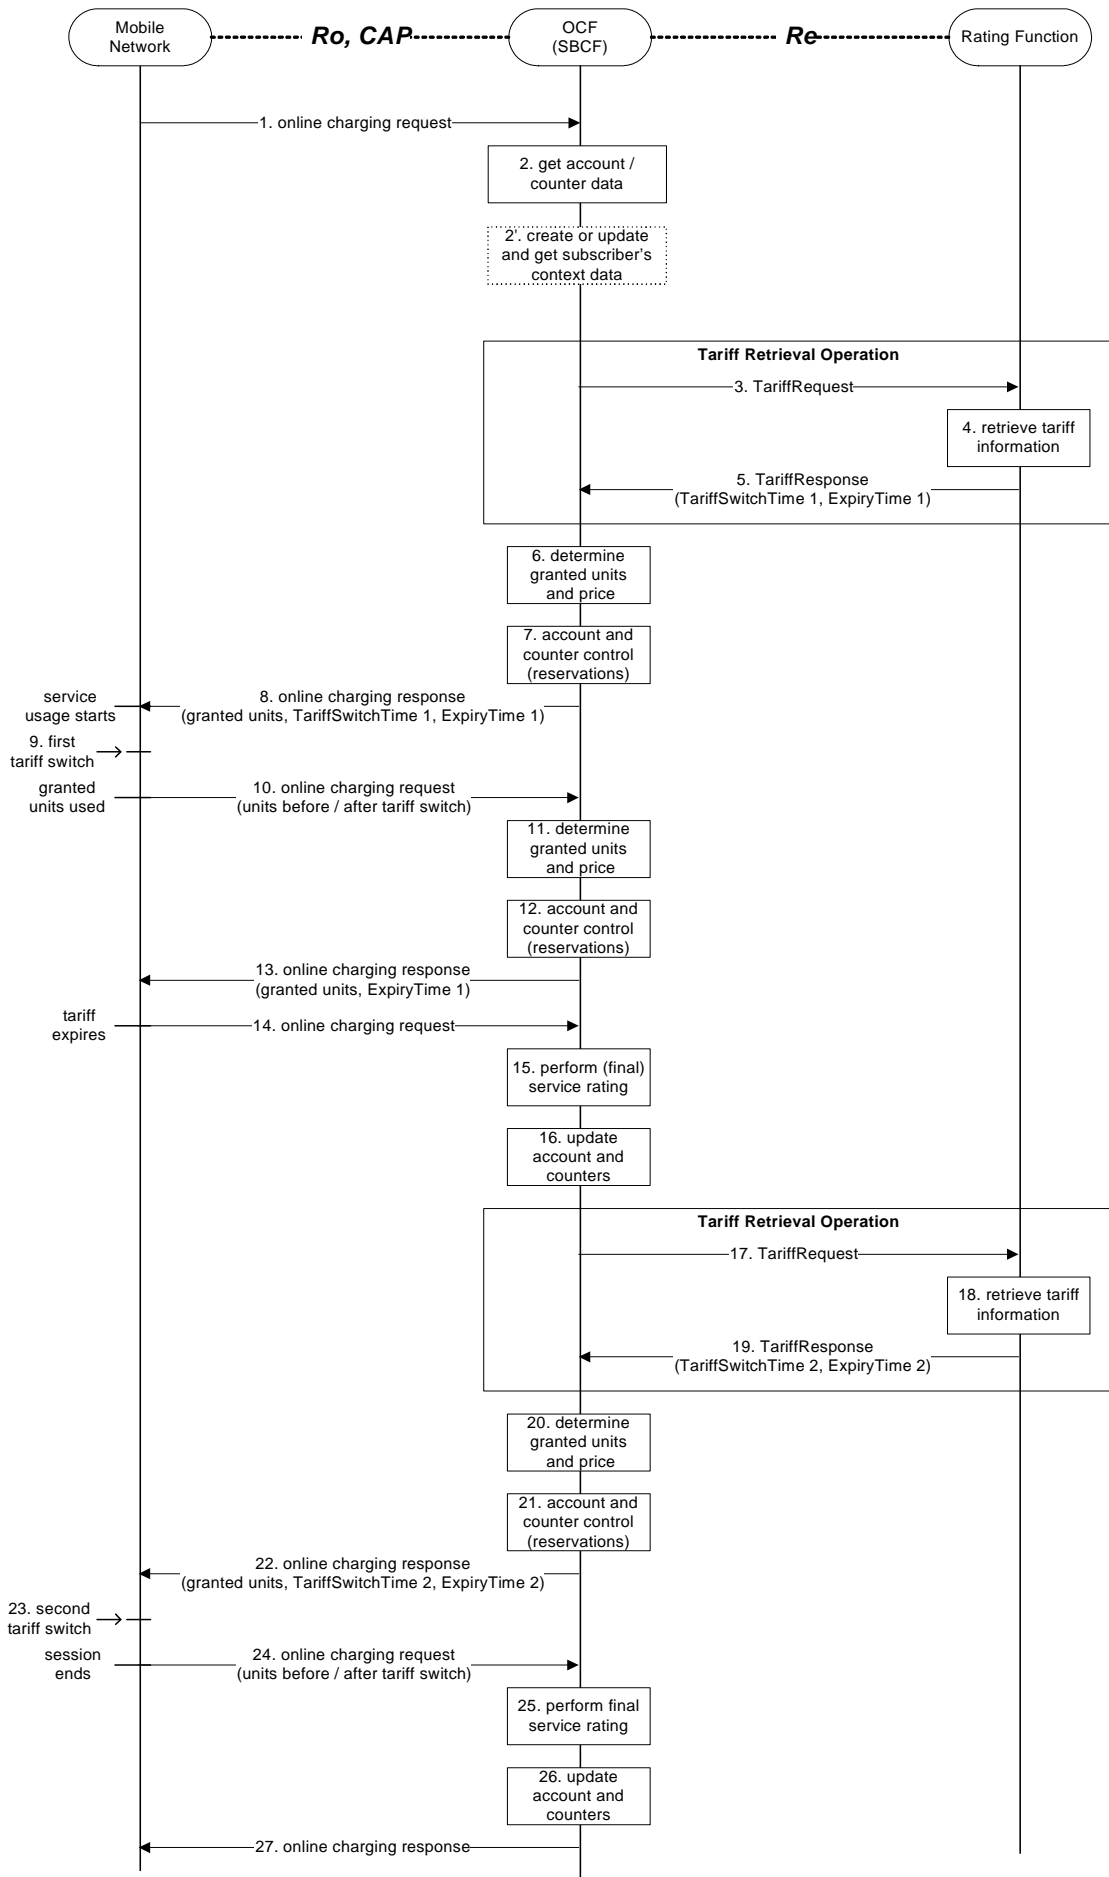 Mobile
Network
Ro, CAP
OCF
(SBCF)
Re
Rating Function
1. online charging request
2. get account /
counter data
2'. create or update
and get subscriber's
context data
Tariff Retrieval Operation
3. TariffRequest
4. retrieve tariff
information
5. TariffResponse
(TariffSwitchTime 1, ExpiryTime 1)
6. determine
granted units
and price
7. account and
counter control
(reservations)
service
usage starts
8. online charging response
(granted units, TariffSwitchTime 1, ExpiryTime 1)
9. first
tariff switch
granted
units used
10. online charging request
(units before / after tariff switch)
11. determine
granted units
and price
12. account and
counter control
(reservations)
13. online charging response
(granted units, ExpiryTime 1)
tariff
expires
14. online charging request
15. perform (final)
service rating
16. update
account and
counters
Tariff Retrieval Operation
17. TariffRequest
18. retrieve tariff
information
19. TariffResponse
(TariffSwitchTime 2, ExpiryTime 2)
20. determine
granted units
and price
21. account and
counter control
(reservations)
22. online charging response
(granted units, TariffSwitchTime 2, ExpiryTime 2)
23. second
tariff switch
session
ends
24. online charging request
(units before / after tariff switch)
25. perform final
service rating
26. update
account and
counters
27. online charging response